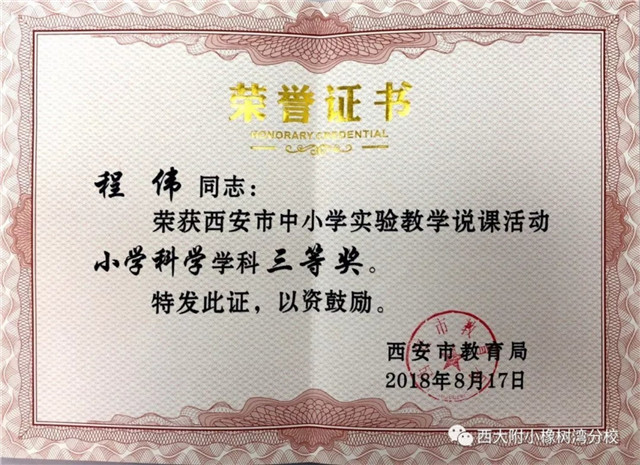 荣誉证书
HONORARY CREDENTIAL
程 伟 同志：
荣获西安市中小学实验教学说课活动
小学科学学科 三等奖。
特发此证，以资鼓励。
西安市教育局
2018年8月17日
西大附小橡树湾分校